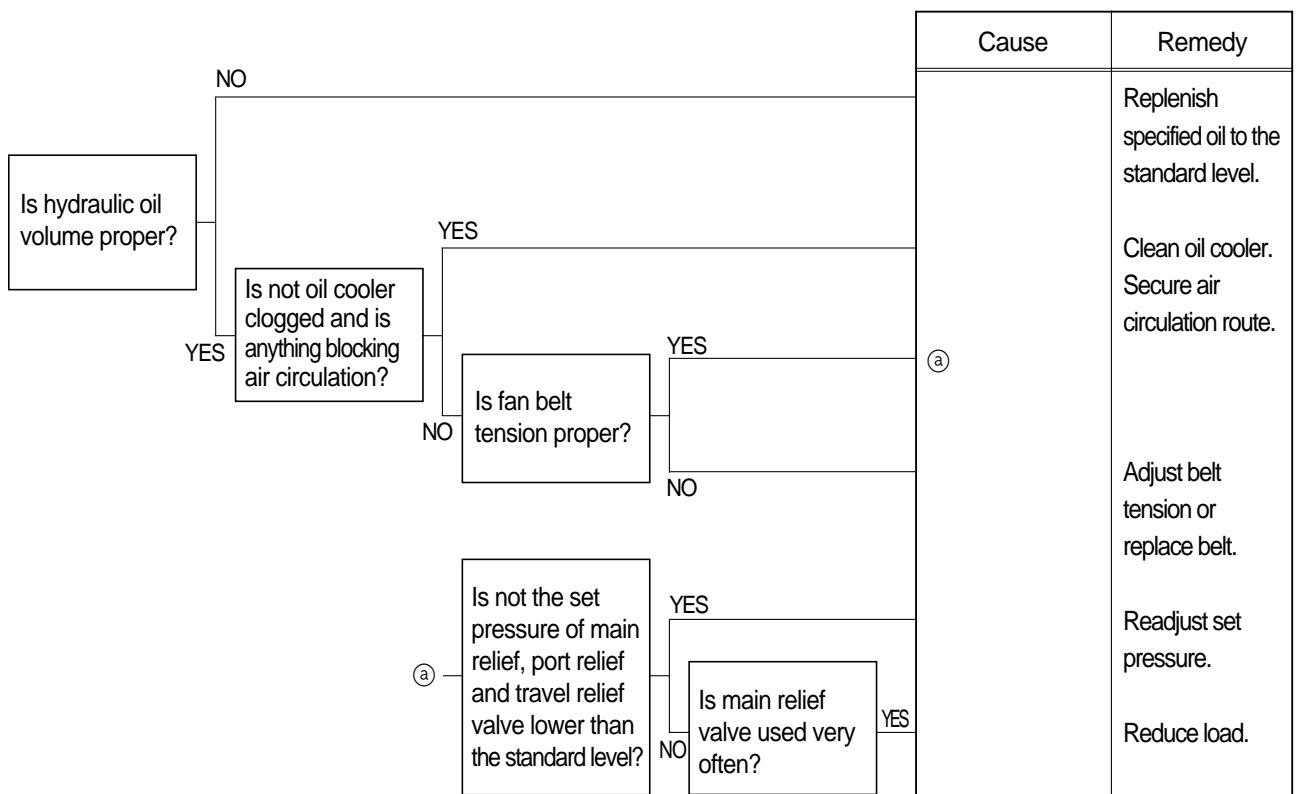 Cause
Remedy
NO
Replenish
specified oil to the
standard level.
Is hydraulic oil
volume proper?
YES
Clean oil cooler.
Secure air
circulation route.
YES
Is not oil cooler
clogged and is
anything blocking
air circulation?
YES
ⓐ
NO
Is fan belt
tension proper?
NO
Adjust belt
tension or
replace belt.
ⓐ
Is not the set
pressure of main
relief, port relief
and travel relief
valve lower than
the standard level?
YES
Readjust set
pressure.
NO
Is main relief
valve used very
often?
YES
Reduce load.